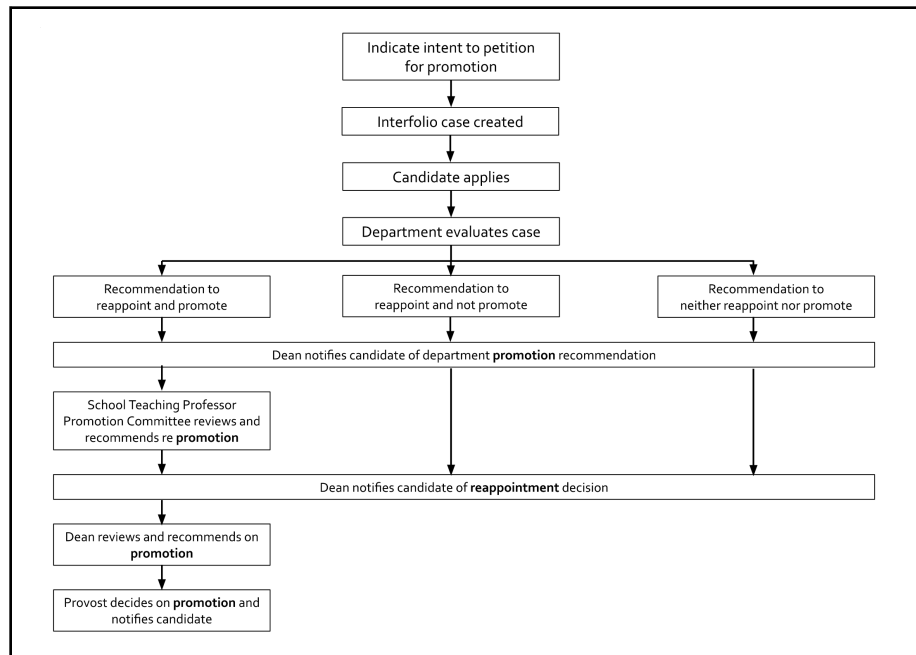 Indicate intent to petition
for promotion
Interfolio case created
Candidate applies
Department evaluates case
Recommendation to
reappoint and promote
Recommendation to
reappoint and not promote
Recommendation to
neither reappoint nor promote
Dean notifies candidate of department promotion recommendation
School Teaching Professor
Promotion Committee reviews and
recommends re promotion
Dean notifies candidate of reappointment decision
Dean reviews and recommends on
promotion
Provost decides on promotion and
notifies candidate